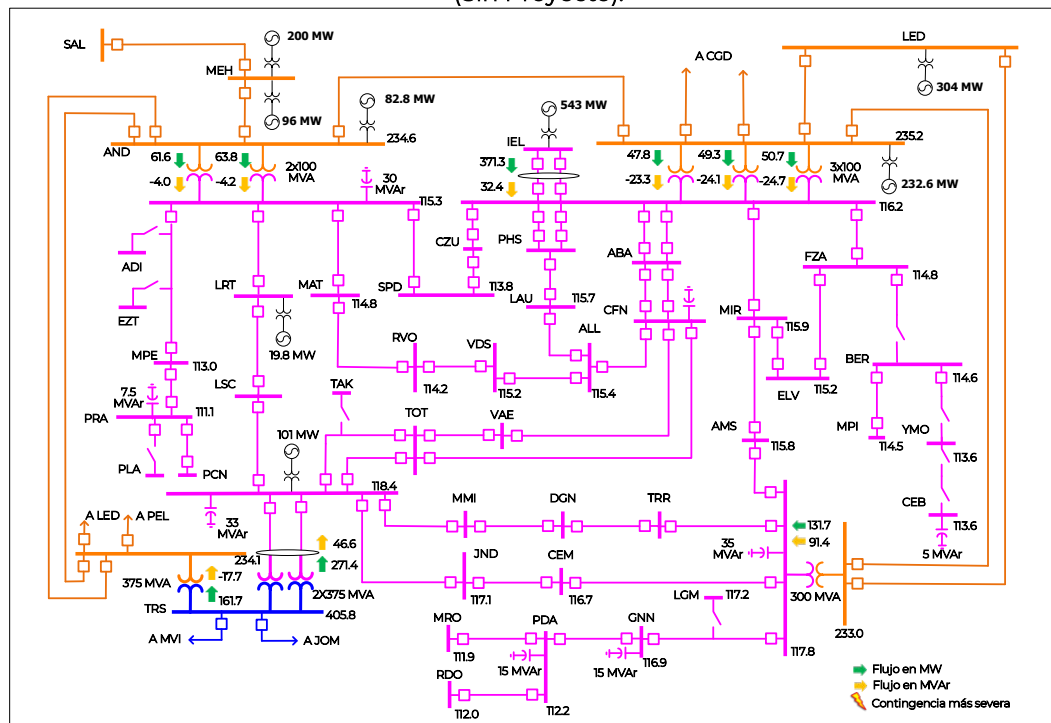 (Sin Proyecto).
SAL
MEH
200 MW
96 MW
82.8 MW
AND
234.6
61.6
63.8
-4.0
-4.2
2x100
MVA
30
MVAr
115.3
543 MW
IEL
371.3
32.4
A CGD
LED
304 MW
235.2
47.8
49.3
50.7
-23.3
-24.1
-24.7
3x100
MVA
232.6 MW
116.2
ADI
EZT
LRT
MAT
114.8
SPD
113.8
CZU
PHS
LAU
115.7
ABA
CFN
ALL
115.4
MIR
115.9
FZA
114.8
ELV
115.2
BER
114.6
19.8 MW
MPE
113.0
7.5
MVAr
PRA
111.1
PLA
PCN
LSC
RVO
114.2
VDS
115.2
TAK
TOT
VAE
AMS
115.8
MPI
114.5
YMO
113.6
CEB
113.6
5 MVAr
101 MW
118.4
33
MVAr
A LED
A PEL
234.1
46.6
271.4
375 MVA
-17.7
161.7
2X375 MVA
TRS
405.8
A MVI
A JOM
MMI
DGN
TRR
131.7
91.4
35
MVAr
JND
117.1
CEM
116.7
LGM
117.2
300 MVA
233.0
117.8
MRO
111.9
PDA
15 MVAr
GNN
15 MVAr
116.9
RDO
112.0
112.2
Flujo en MW
Flujo en MVAr
Contingencia más severa